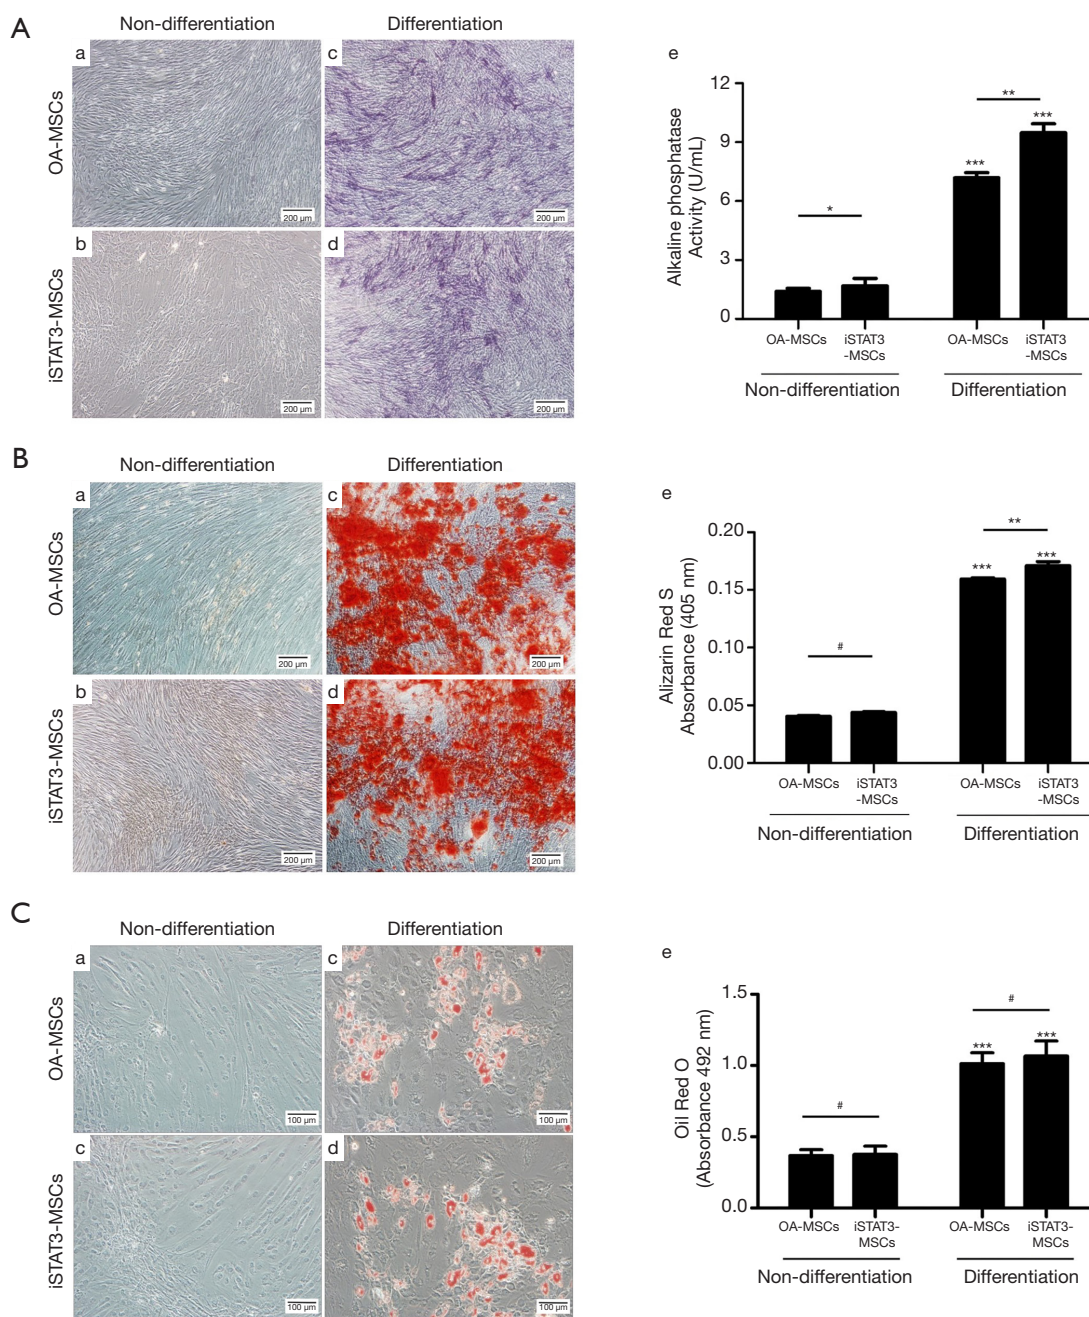 A
Non-differentiation
Differentiation
OA-MSCs
iSTAT3-MSCs
a
200 µm
c
200 µm
b
200 µm
d
200 µm
e
Alkaline phosphatase
Activity (U/mL)
12
9
6
3
0
*
***
**
***
OA-MSCs
iSTAT3
-MSCs
OA-MSCs
iSTAT3
-MSCs
Non-differentiation
Differentiation
B
Non-differentiation
Differentiation
OA-MSCs
iSTAT3-MSCs
a
200 µm
c
200 µm
b
200 µm
d
200 µm
e
Alizarin Red S
Absorbance (405 nm)
0.20
0.15
0.10
0.05
0.00
#
***
**
***
OA-MSCs
iSTAT3
-MSCs
OA-MSCs
iSTAT3
-MSCs
Non-differentiation
Differentiation
C
Non-differentiation
Differentiation
OA-MSCs
iSTAT3-MSCs
a
100 µm
c
100 µm
c
100 µm
d
100 µm
e
Oil Red O
(Absorbance 492 nm)
1.5
1.0
0.5
0.0
#
***
#
***
OA-MSCs
iSTAT3-
MSCs
OA-MSCs
iSTAT3-
MSCs
Non-differentiation
Differentiation